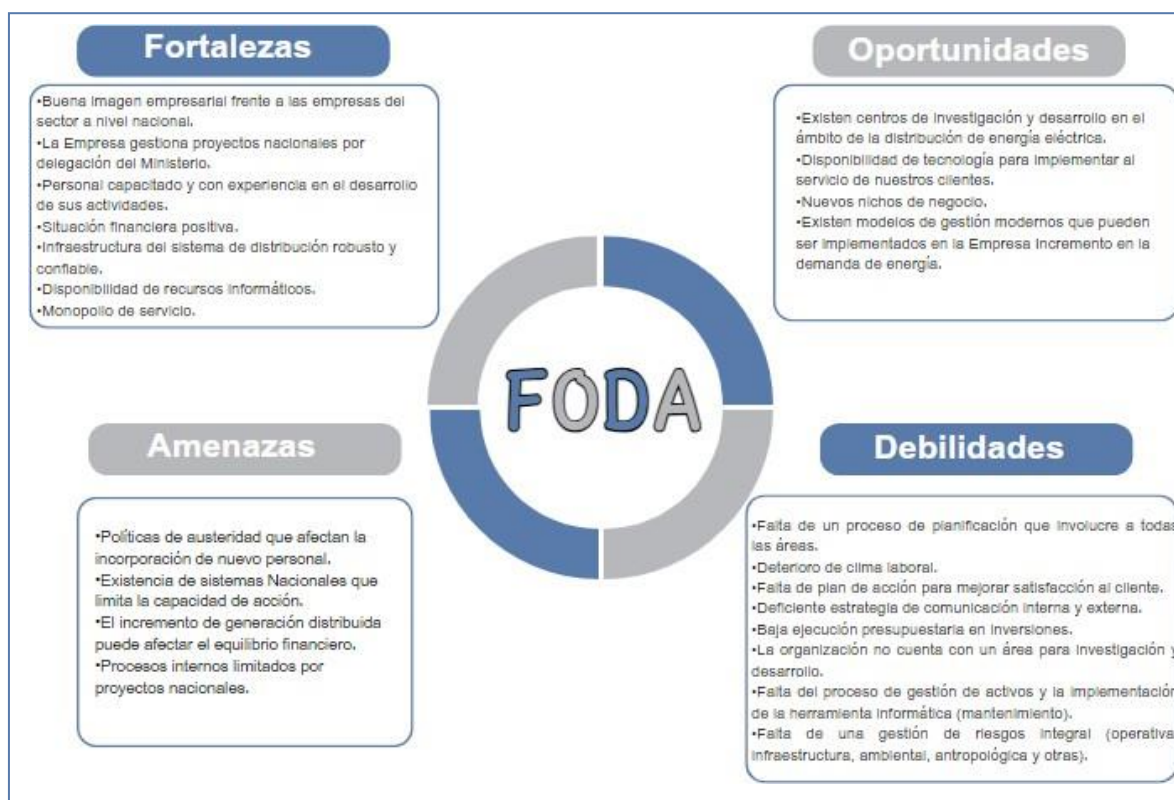 Fortalezas
•Buena imagen empresarial frente a las empresas del
sector a nivel nacional.
•La Empresa gestiona proyectos nacionales por
delegación del Ministerio.
•Personal capacitado y con experiencia en el desarrollo
de sus actividades.
•Situación financiera positiva.
•Infraestructura del sistema de distribución robusto y
confiable.
•Disponibilidad de recursos informáticos.
•Monopolio de servicio.
Oportunidades
•Existen centros de investigación y desarrollo en el
ámbito de la distribución de energía eléctrica.
•Disponibilidad de tecnología para implementar al
servicio de nuestros clientes.
•Nuevos nichos de negocio.
•Existen modelos de gestión modernos que pueden
ser implementados en la Empresa Incremento en la
demanda de energía.
FODA
Amenazas
•Políticas de austeridad que afectan la
incorporación de nuevo personal.
•Existencia de sistemas Nacionales que
limita la capacidad de acción.
•El incremento de generación distribuida
puede afectar el equilibrio financiero.
•Procesos internos limitados por
proyectos nacionales.
Debilidades
•Falta de un proceso de planificación que involucre a todas
las áreas.
•Deterioro de clima laboral.
•Falta de plan de acción para mejorar satisfacción al cliente.
•Deficiente estrategia de comunicación interna y externa.
•Baja ejecución presupuestaria en inversiones.
•La organización no cuenta con un área para investigación y
desarrollo.
•Falta del proceso de gestión de activos y la implementación
de la herramienta informática (mantenimiento).
•Falta de una gestión de riesgos integral (operativa,
infraestructura, ambiental, antropológica y otras).